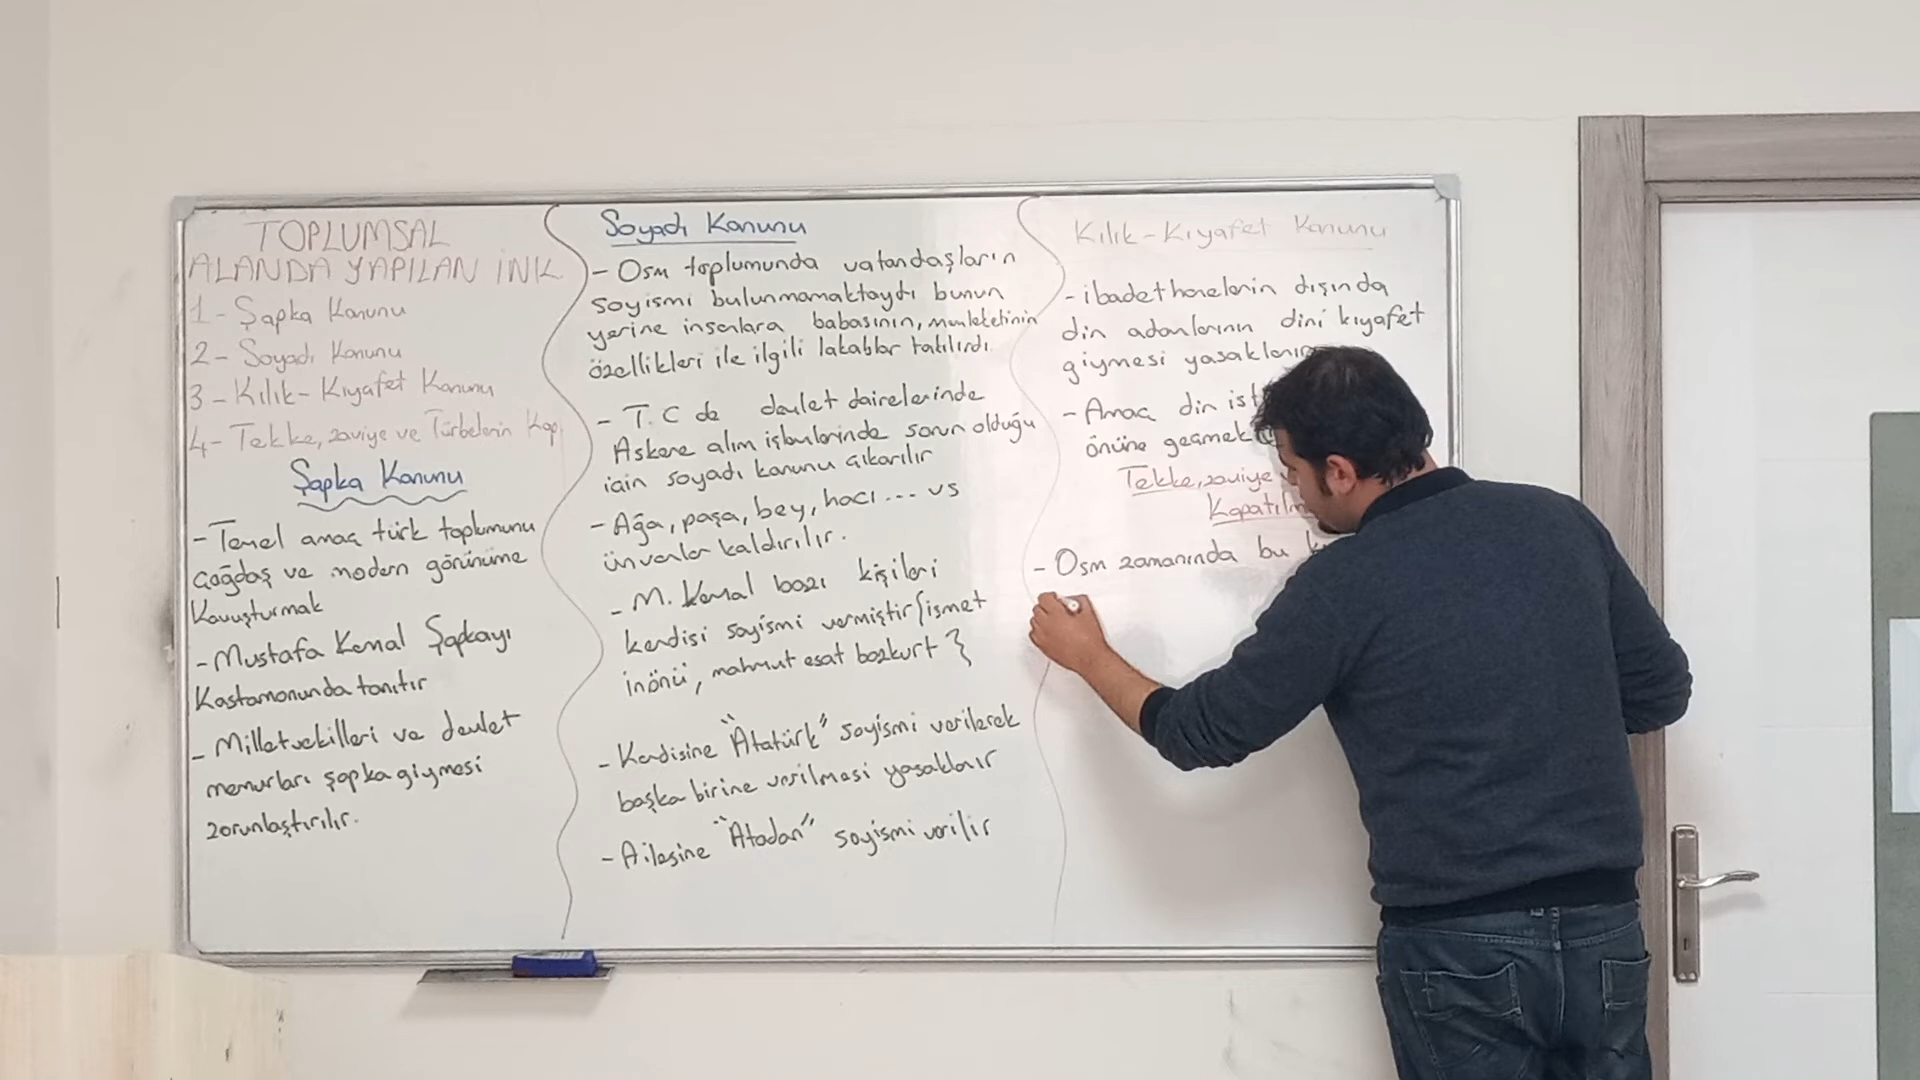 TOPLUMSAL
ALANDA YAPILAN İNK
1- Şapka Kanunu
2- Soyadı Kanunu
3- Kılık-Kıyafet Kanunu
4- Tekke, zaviye ve Türbelerin Kap.
Şapka Kanunu
- Temel amaç türk toplumunu
çağdaş ve modern görünüme
Kavuşturmak
- Mustafa Kemal Şapkayı
Kastamonunda tanıtır
- Milletvekilleri ve devlet
memurları şapka giymesi
zorunlaştırılır.
Soyadı Kanunu
- Osm toplumunda vatandaşların
soyismi bulunmamaktaydı bunun
yerine insanlara babasının, memleketinin
özellikleri ile ilgili lakablar takılırdı.
- T.C de devlet dairelerinde
Askere alım işlemlerinde sorun olduğu
için soyadı kanunu çıkarılır
- Ağa, paşa, bey, hacı... vs
ünvanlar kaldırılır.
- M. Kemal bazı kişileri
kendisi soyismi vermiştir {ismet
inönü, mahmut esat bozkurt }
- Kendisine "Atatürk" soyismi verilerek
başka birine verilmesi yasaklanır
- Ailesine "Atadan" soyismi verilir
Kılık-Kıyafet Kanunu
- ibadethanelerin dışında
din adamlarının dini kıyafet
giymesi
- Amaç din
önüne geçmek
Tekke, zaviye
- Osm zamanında bu